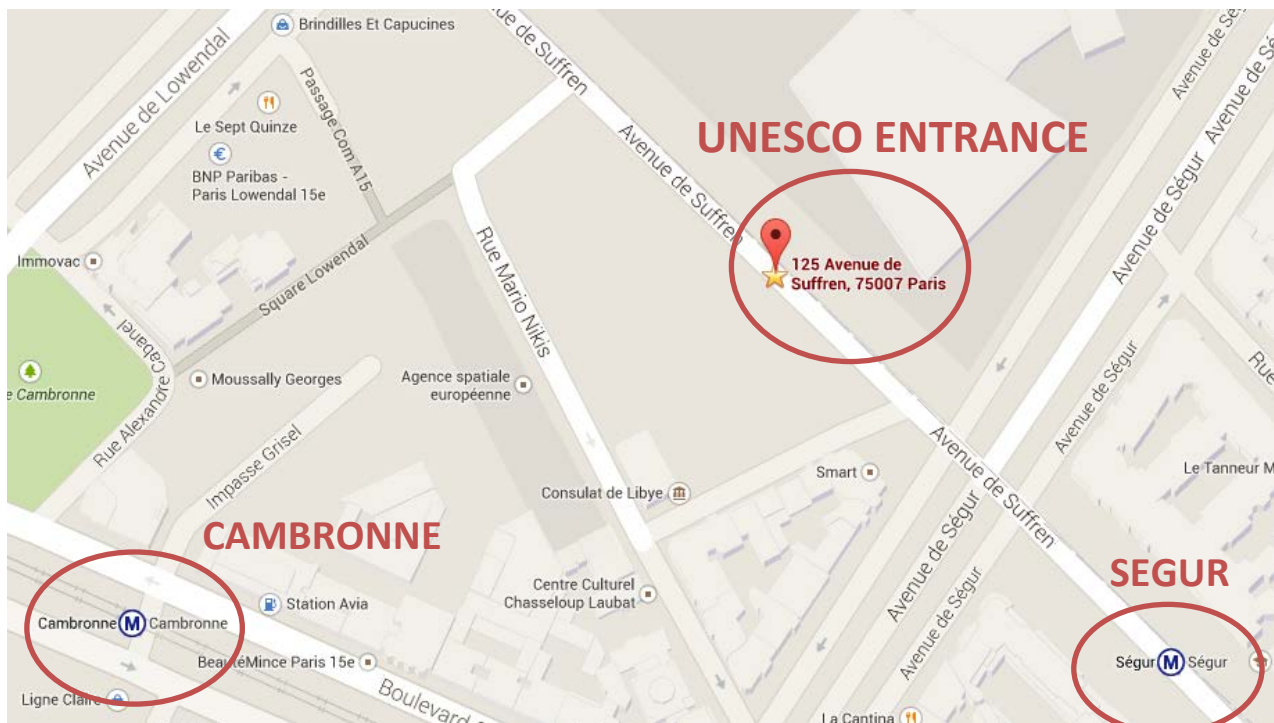 Brindilles Et Capucines
Avenue de Suffren
Avenue de Lowendal
Passage Com A15
Le Sept Quinze
€
BNP Paribas -
Paris Lowendal 15e
Avenue de Suffren
UNESCO ENTRANCE
Avenue de Ségur
Avenue de Ségur
Avenue de Ségur
125 Avenue de
Suffren, 75007 Paris
Immovac
Square Lowendal
Rue Mario Nikis
Rue Alexandre Cabanel
Cambronne
Moussally Georges
Agence spatiale
européenne
Impasse Grisel
Avenue de Ségur
Rue
Avenue de Suffren
Smart
Le Tanneur M
Consulat de Libye
CAMBRONNE
Avenue de Ségur
Avenue de Ségur
SEGUR
Centre Culturel
Chasseloup Laubat
Station Avia
Cambronne M Cambronne
BeautéMince Paris 15e
Ségur M Ségur
Ligne Claire
Boulevard
La Cantina